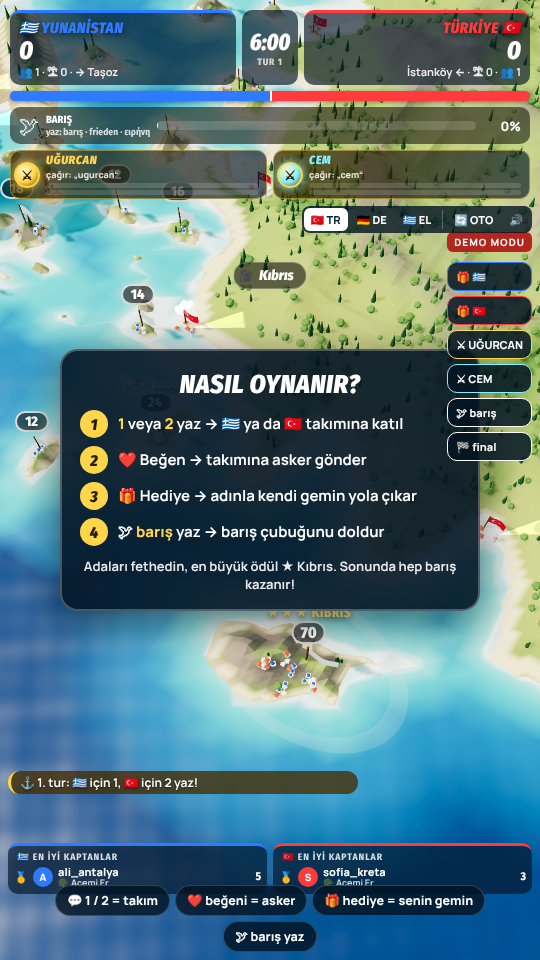 YUNANİSTAN
0
1 · 0 · → Taşoz
6:00
TUR 1
TÜRKİYE
0
İstanköy ← · 0 · 1
BARIŞ
yaz: barış · frieden · ειρήνη
0%
UĞURCAN
çağır: „ugurcan“
CEM
çağır: „cem“
16
TR
DE
EL
OTO
DEMO MODU
Kıbrıs
UĞURCAN
CEM
barış
final
14
24
12
NASIL OYNANIR?
1 1 veya 2 yaz → ya da takımına katıl
2 Beğen → takımına asker gönder
3 Hediye → adınla kendi gemin yola çıkar
4 barış yaz → barış çubuğunu doldur
Adaları fethedin, en büyük ödül ★ Kıbrıs. Sonunda hep barış
kazanır!
★ ★ ★ KIBRIS
70
1. tur: için 1, için 2 yaz!
EN İYİ KAPTANLAR
A ali_antalya 5
Acemi Er
EN İYİ KAPTANLAR
S sofia_kreta 3
Acemi Er
1 / 2 = takım
beğeni = asker
hediye = senin gemin
barış yaz